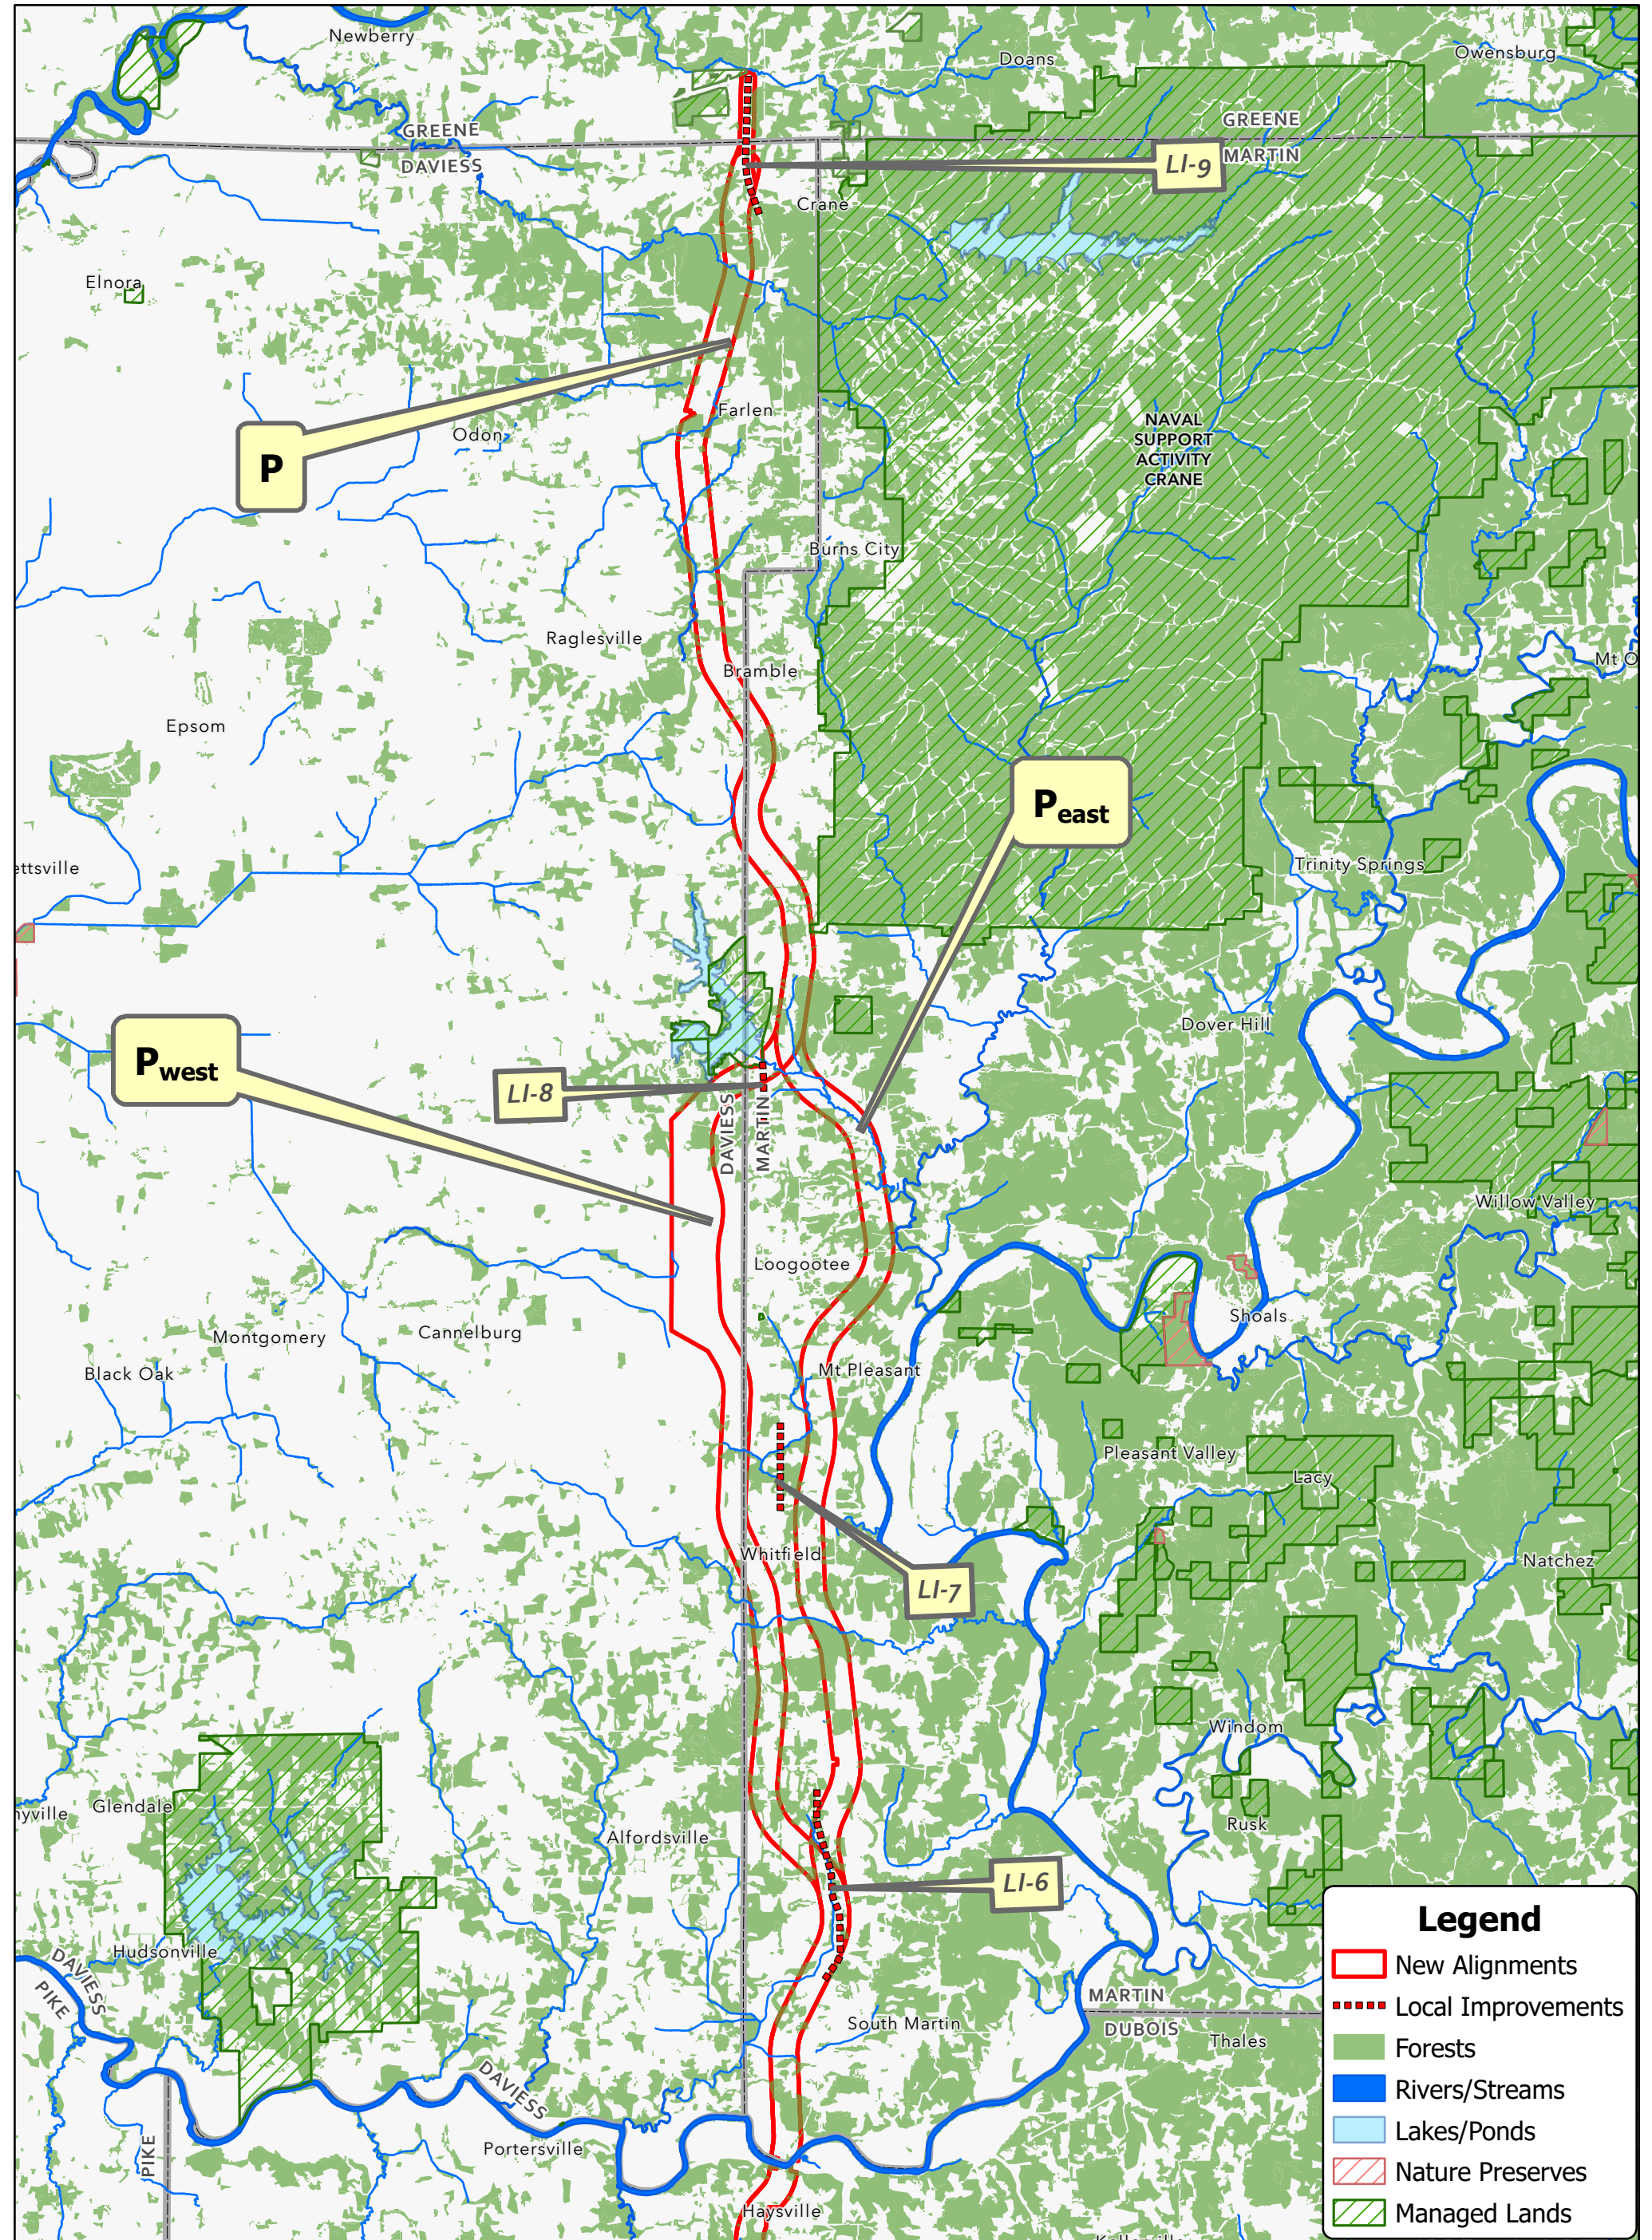 Newberry
Doans
Owensburg
GREENE
DAVIESS
GREENE
MARTIN
LI-9
Crane
Elnora
P
Farlen
Odon
NAVAL
SUPPORT
ACTIVITY
CRANE
Burns City
Raglesville
Bramble
Mt O
Epsom
Peast
ettsville
Trinity Springs
Dover Hill
Pwest
LI-8
DAVIESS
MARTIN
Willow Valley
Loogootee
Shoals
Montgomery
Cannelburg
Black Oak
Mt Pleasant
Pleasant Valley
Lacy
Whitfield
Natchez
LI-7
Windom
Glendale
nyville
Rusk
Alfordsville
LI-6
Hudsonville
DAVIESS
PIKE
MARTIN
DUBOIS
South Martin
Thales
DAVIESS
PIKE
Portersville
Haysville
Legend
New Alignments
Local Improvements
Forests
Rivers/Streams
Lakes/Ponds
Nature Preserves
Managed Lands